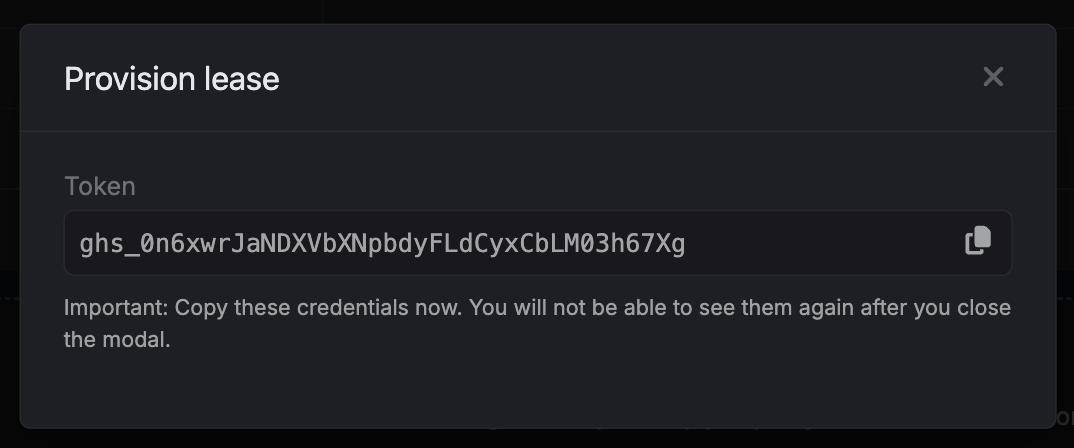 Provision lease
Token
ghs_0n6xwrJaNDXVbXNpbdyFLdCyxCbLM03h67Xg
Important: Copy these credentials now. You will not be able to see them again after you close
the modal.